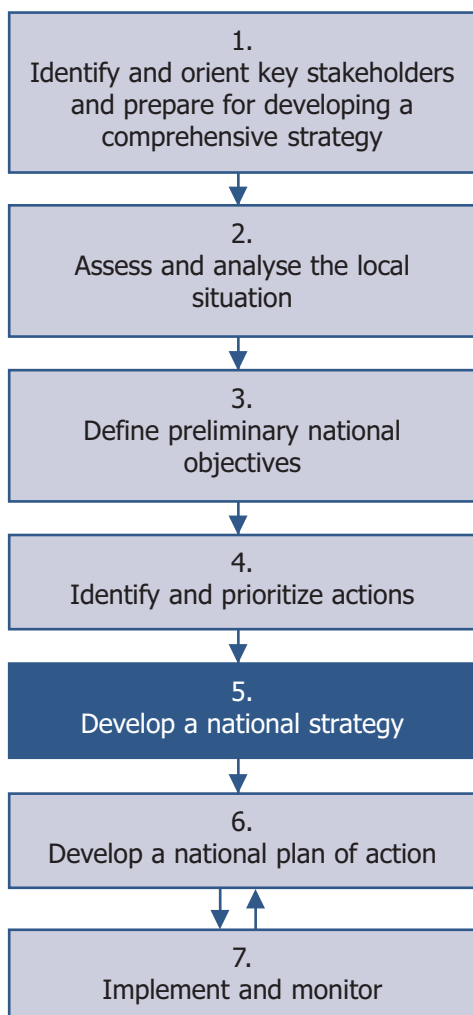 1.
Identify and orient key stakeholders
and prepare for developing a
comprehensive strategy
2.
Assess and analyse the local
situation
3.
Define preliminary national
objectives
4.
Identify and prioritize actions
5.
Develop a national strategy
6.
Develop a national plan of action
7.
Implement and monitor